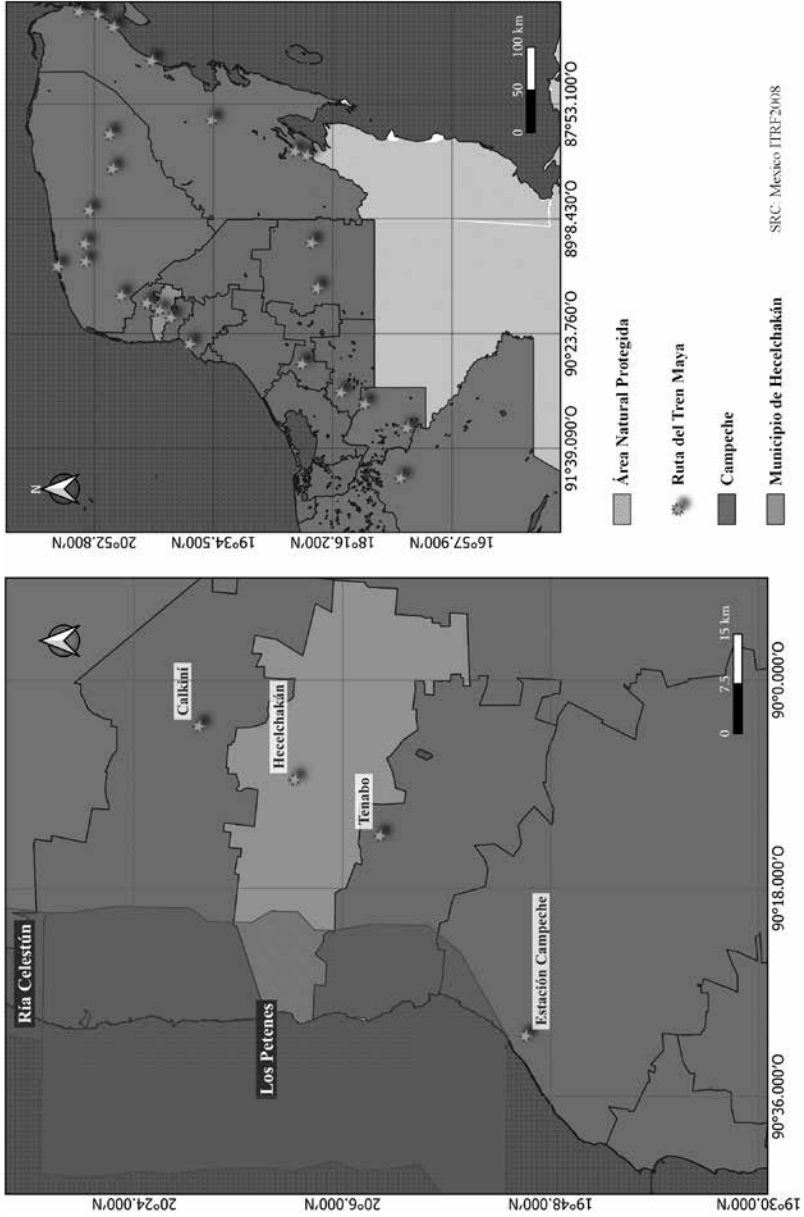 20°24.000'N
20°6.000'N
19°48.000'N
19°30.000'N
Ría Celestún
Calkiní
Los Petenes
Hecelchakán
Tenabo
Estación Campeche
0 7.5 15 km
90°36.000'O 90°18.000'O 90°0.000'O
N
20°52.800'N
19°34.500'N
18°16.200'N
16°57.900'N
0 50 100 km
91°39.090'O 90°23.760'O 89°8.430'O 87°53.100'O
Área Natural Protegida
Ruta del Tren Maya
Campeche
Municipio de Hecelchakán
SRC: Mexico ITRF2008